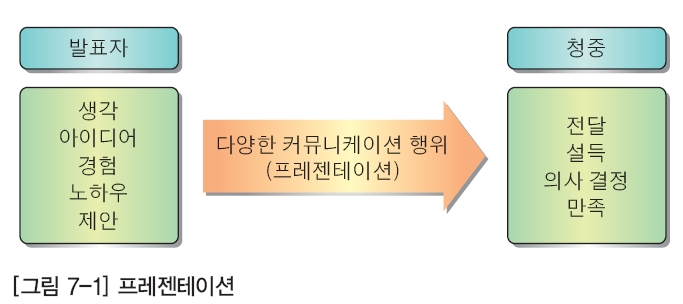 발표자
생각
아이디어
경험
노하우
제안
다양한 커뮤니케이션 행위
(프레젠테이션)
청중
전달
설득
의사 결정
만족
[그림 7-1] 프레젠테이션